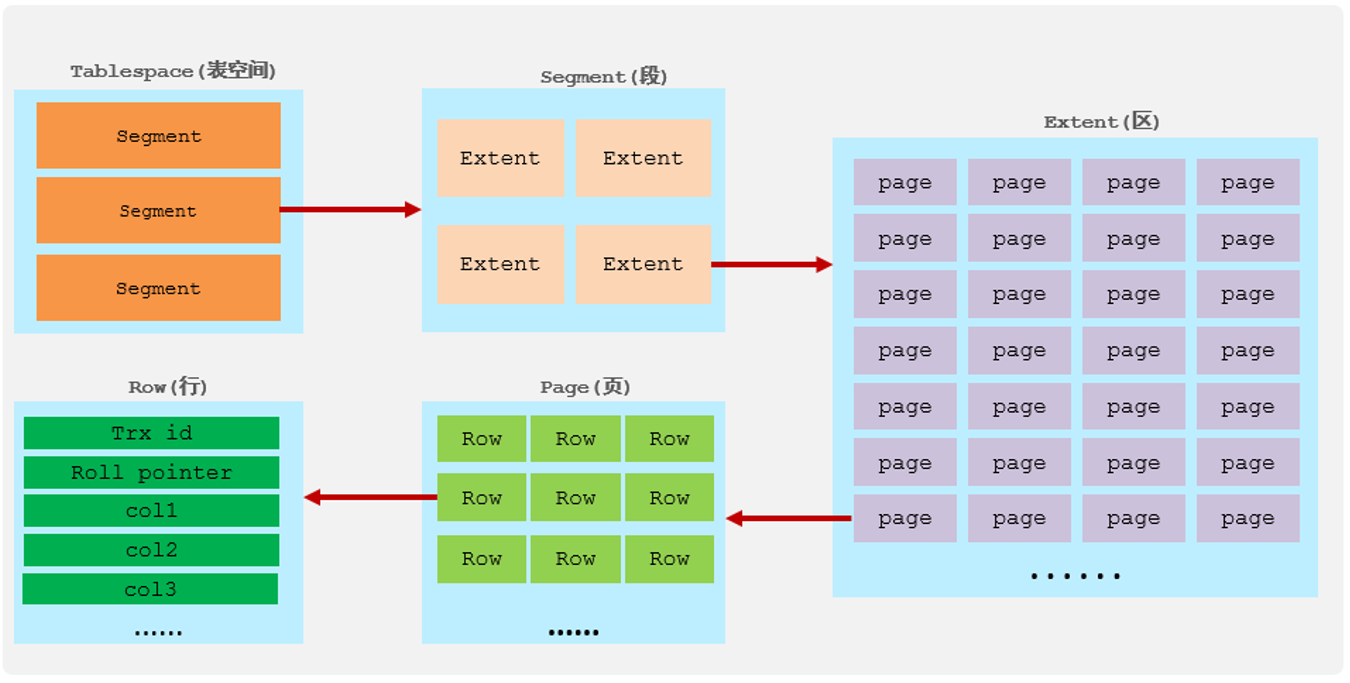 Tablespace(表空间)
Segment
Segment
Segment
Segment(段)
Extent Extent
Extent Extent
Extent(区)
page page page page
page page page page
page page page page
page page page page
page page page page
page page page page
page page page page
......
Page(页)
Row Row Row
Row Row Row
Row Row Row
......
Row(行)
Trx id
Roll pointer
col1
col2
col3
......